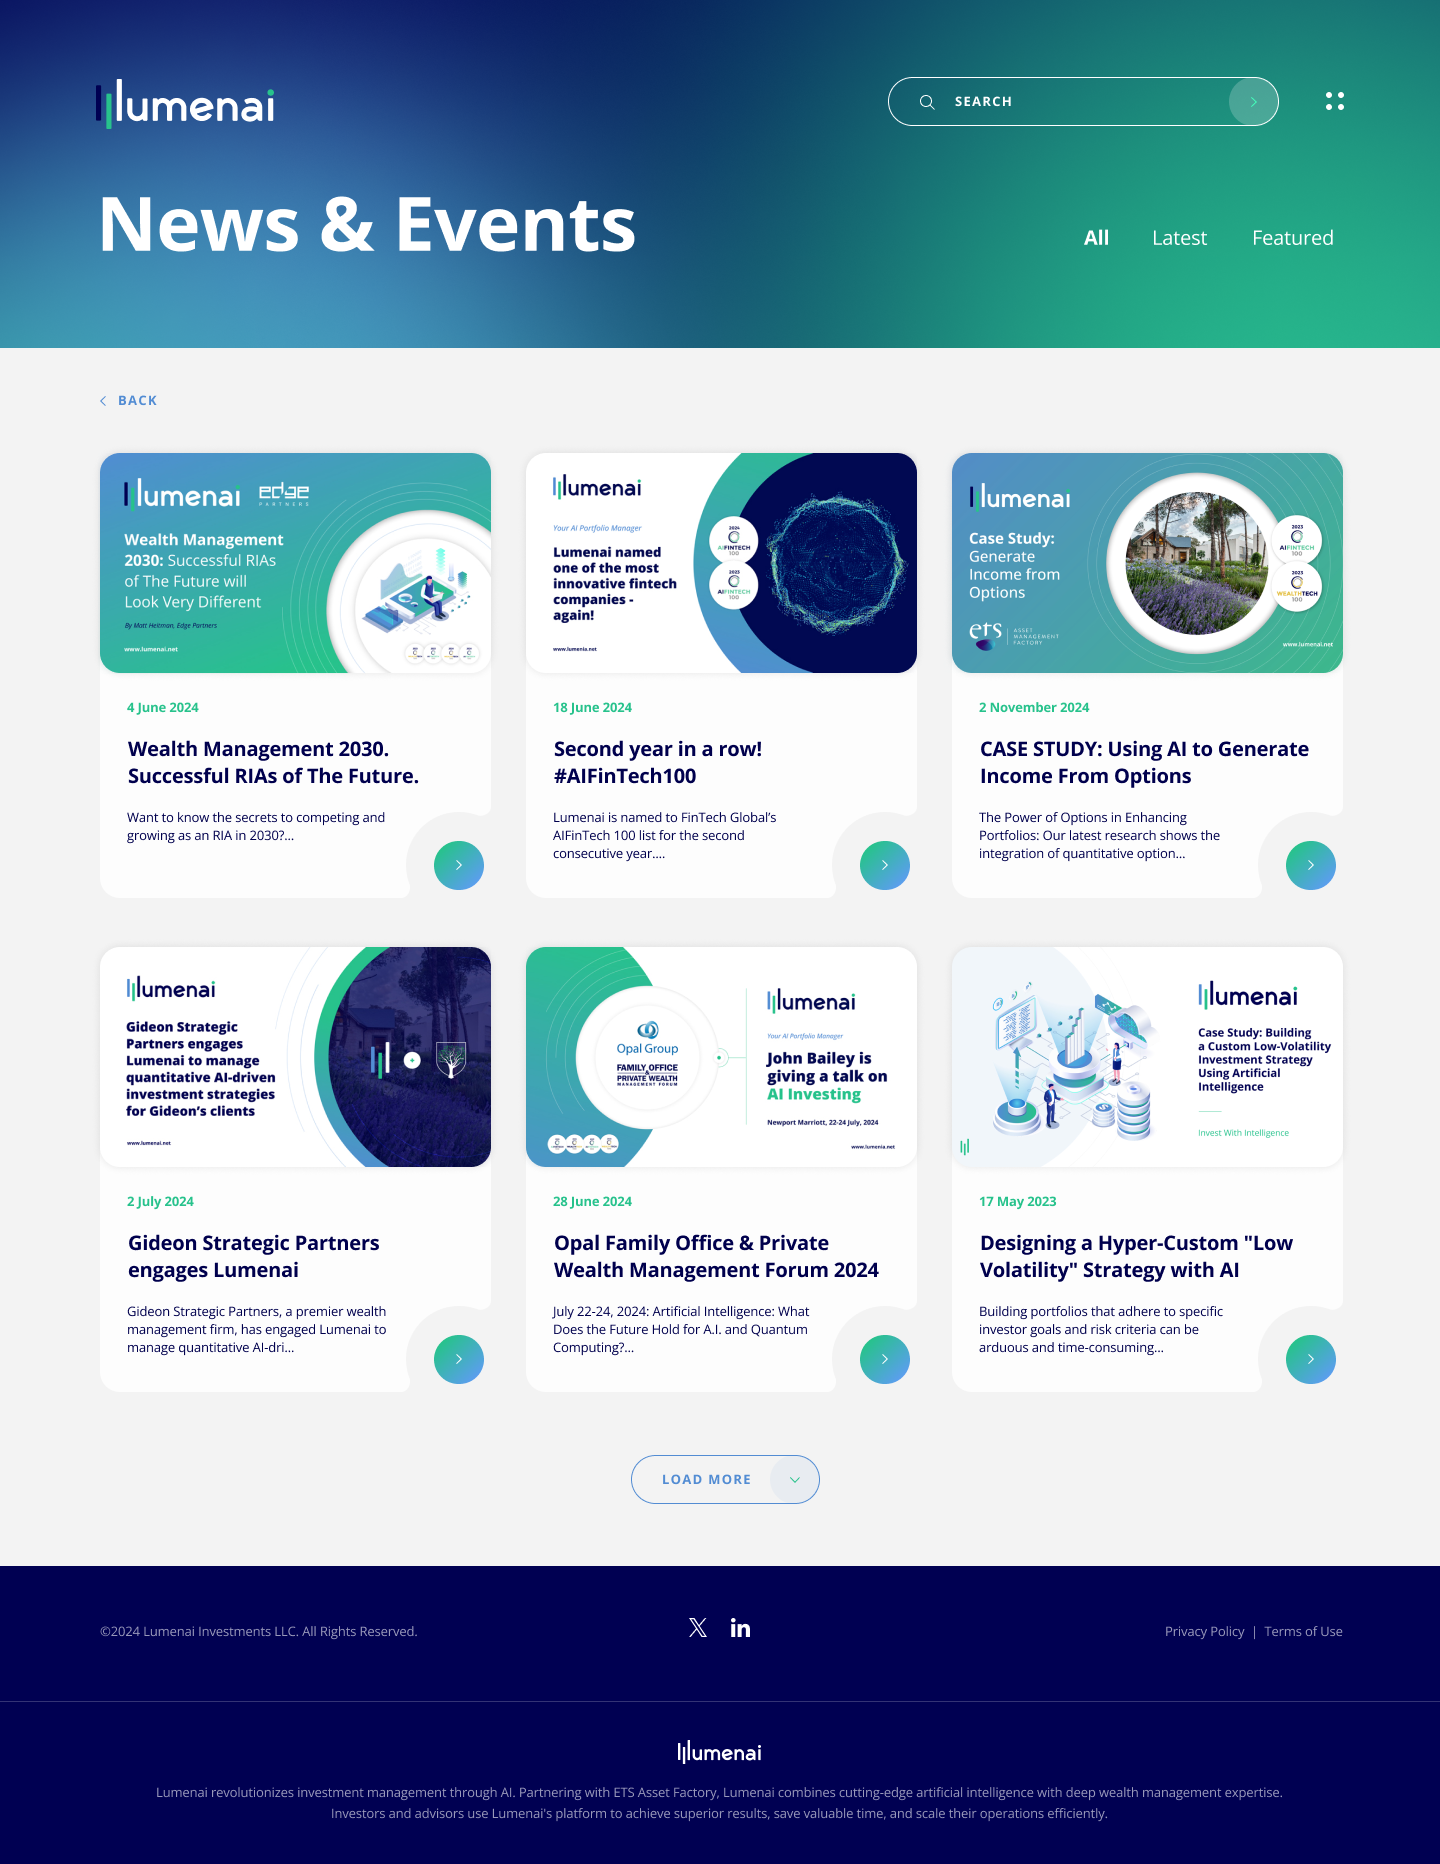 lumenai
SEARCH
News & Events
All
Latest
Featured
BACK
lumenai
edge
PARTNERS
Wealth Management
2030: Successful RIAs
of The Future will
Look Very Different
By Matt Heitman, Edge Partners
www.lumenai.net
4 June 2024
Wealth Management 2030.
Successful RIAs of The Future.
Want to know the secrets to competing and
growing as an RIA in 2030?...
lumenai
Your AI Portfolio Manager
Lumenai named
one of the most
innovative fintech
companies -
again!
www.lumenia.net
2024
AIFINTECH
100
2023
AIFINTECH
100
18 June 2024
Second year in a row!
#AIFinTech100
Lumenai is named to FinTech Global’s
AIFinTech 100 list for the second
consecutive year....
lumenai
Case Study:
Generate
Income from
Options
ets
ASSET
MANAGEMENT
FACTORY
2023
AIFINTECH
100
2023
WEALTHTECH
100
www.lumenai.net
2 November 2024
CASE STUDY: Using AI to Generate
Income From Options
The Power of Options in Enhancing
Portfolios: Our latest research shows the
integration of quantitative option...
lumenai
Gideon Strategic
Partners engages
Lumenai to manage
quantitative AI-driven
investment strategies
for Gideon’s clients
www.lumenai.net
2 July 2024
Gideon Strategic Partners
engages Lumenai
Gideon Strategic Partners, a premier wealth
management firm, has engaged Lumenai to
manage quantitative AI-dri...
Opal Group
FAMILY OFFICE
&
PRIVATE WEALTH
MANAGEMENT FORUM
lumenai
Your AI Portfolio Manager
John Bailey is
giving a talk on
AI Investing
Newport Marriott, 22-24 July, 2024
www.lumenia.net
28 June 2024
Opal Family Office & Private
Wealth Management Forum 2024
July 22-24, 2024: Artificial Intelligence: What
Does the Future Hold for A.I. and Quantum
Computing?...
lumenai
Case Study: Building
a Custom Low-Volatility
Investment Strategy
Using Artificial
Intelligence
Invest With Intelligence
17 May 2023
Designing a Hyper-Custom "Low
Volatility" Strategy with AI
Building portfolios that adhere to specific
investor goals and risk criteria can be
arduous and time-consuming...
LOAD MORE
©2024 Lumenai Investments LLC. All Rights Reserved.
Privacy Policy | Terms of Use
lumenai
Lumenai revolutionizes investment management through AI. Partnering with ETS Asset Factory, Lumenai combines cutting-edge artificial intelligence with deep wealth management expertise.
Investors and advisors use Lumenai's platform to achieve superior results, save valuable time, and scale their operations efficiently.